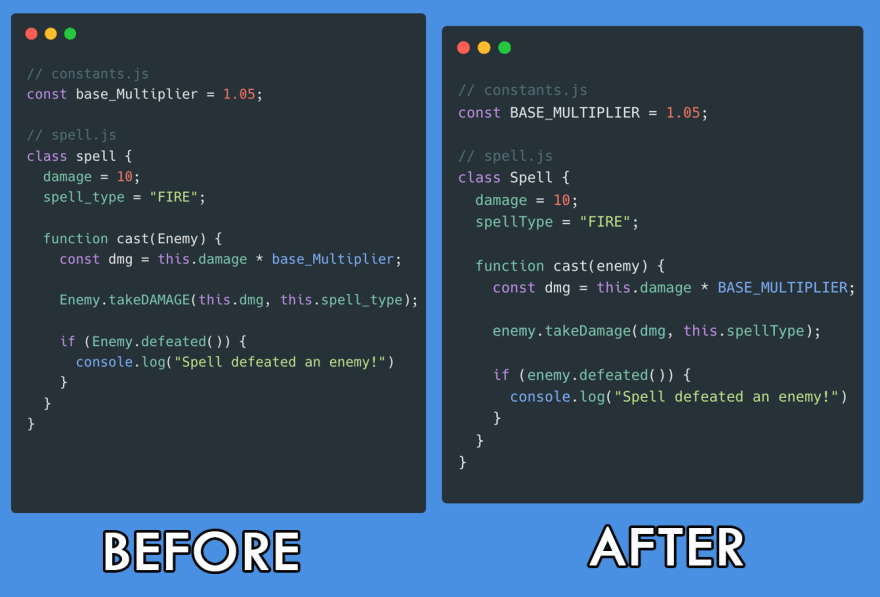 // constants.js
const base_Multiplier = 1.05;
// spell.js
class spell {
damage = 10;
spell_type = "FIRE";
function cast(Enemy) {
const dmg = this.damage * base_Multiplier;
Enemy.takeDAMAGE(this.dmg, this.spell_type);
if (Enemy.defeated()) {
console.log("Spell defeated an enemy!")
}
}
}
BEFORE
// constants.js
const BASE_MULTIPLIER = 1.05;
// spell.js
class Spell {
damage = 10;
spellType = "FIRE";
function cast(enemy) {
const dmg = this.damage * BASE_MULTIPLIER;
enemy.takeDamage(dmg, this.spellType);
if (enemy.defeated()) {
console.log("Spell defeated an enemy!")
}
}
}
AFTER